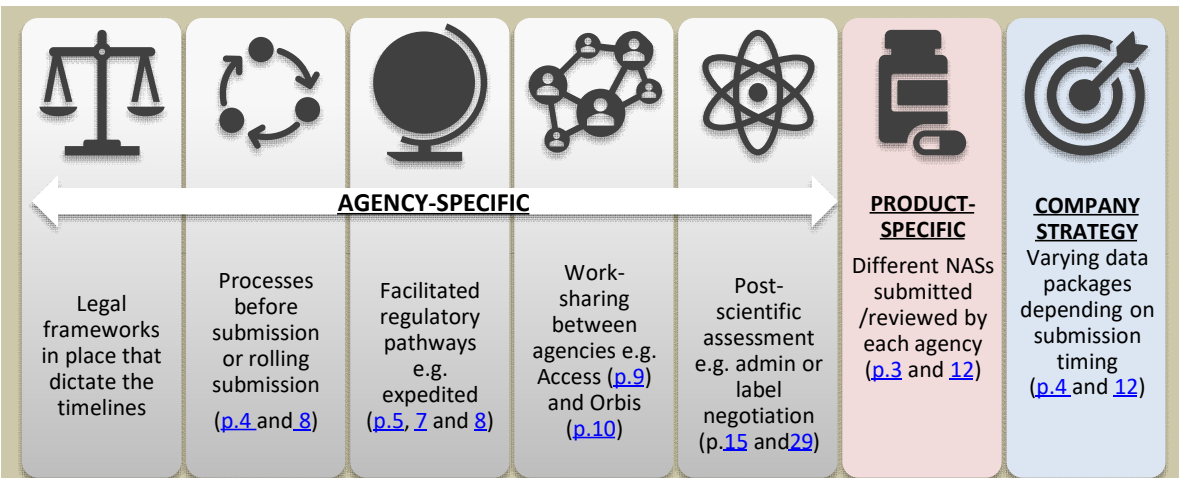 AGENCY-SPECIFIC
Legal
frameworks
in place that
dictate the
timelines
Processes
before
submission
or rolling
submission
(p.4 and 8)
Facilitated
regulatory
pathways
e.g.
expedited
(p.5, 7 and 8)
Work-
sharing
between
agencies e.g.
Access (p.9)
and Orbis
(p.10)
Post-
scientific
assessment
e.g. admin or
label
negotiation
(p.15 and29)
PRODUCT-
SPECIFIC
Different NASs
submitted
/reviewed by
each agency
(p.3 and 12)
COMPANY
STRATEGY
Varying data
packages
depending on
submission
timing
(p.4 and 12)